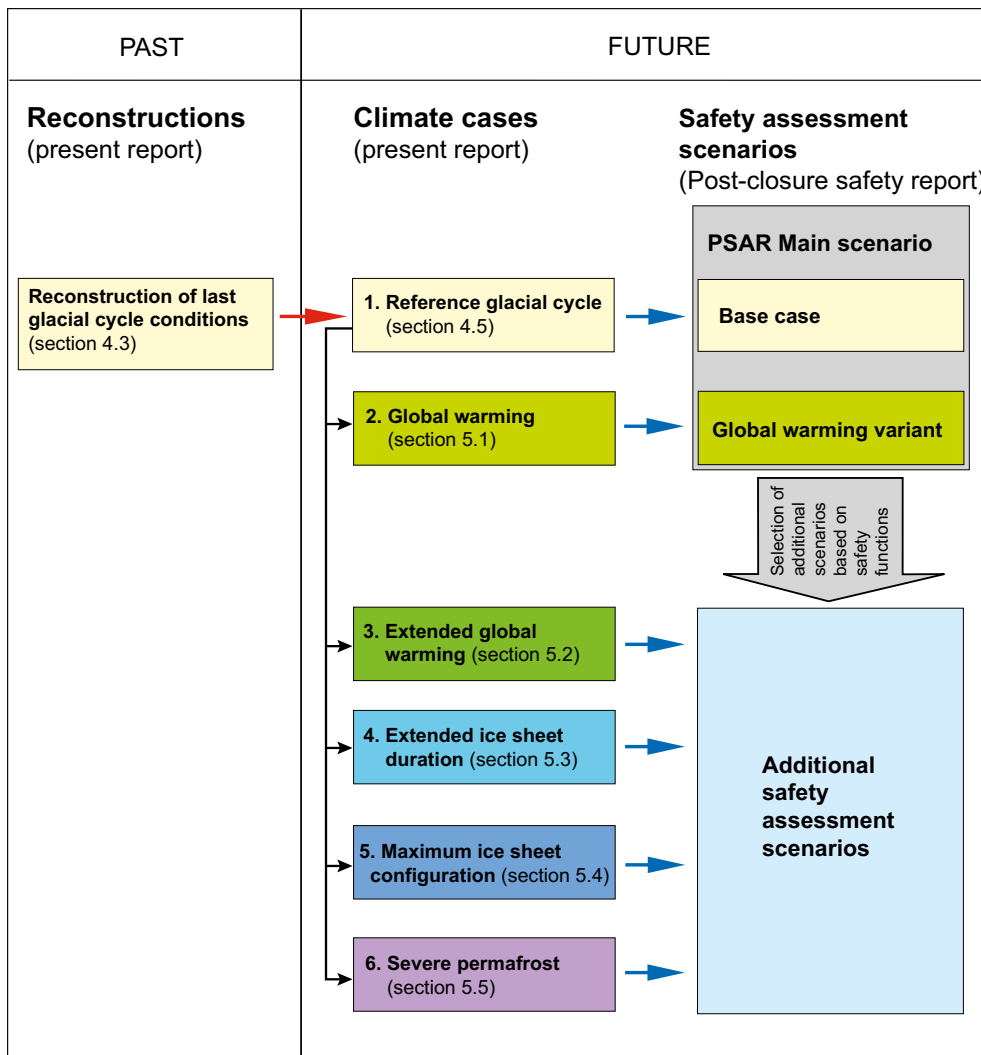 PAST
FUTURE
Reconstructions
(present report)
Climate cases
(present report)
Safety assessment
scenarios
(Post-closure safety report)
PSAR Main scenario
Reconstruction of last
glacial cycle conditions
(section 4.3)
1. Reference glacial cycle
(section 4.5)
Base case
2. Global warming
(section 5.1)
Global warming variant
Selection of
additional
scenarios
based on
safety
functions
3. Extended global
warming (section 5.2)
4. Extended ice sheet
duration (section 5.3)
5. Maximum ice sheet
configuration (section 5.4)
6. Severe permafrost
(section 5.5)
Additional
safety
assessment
scenarios